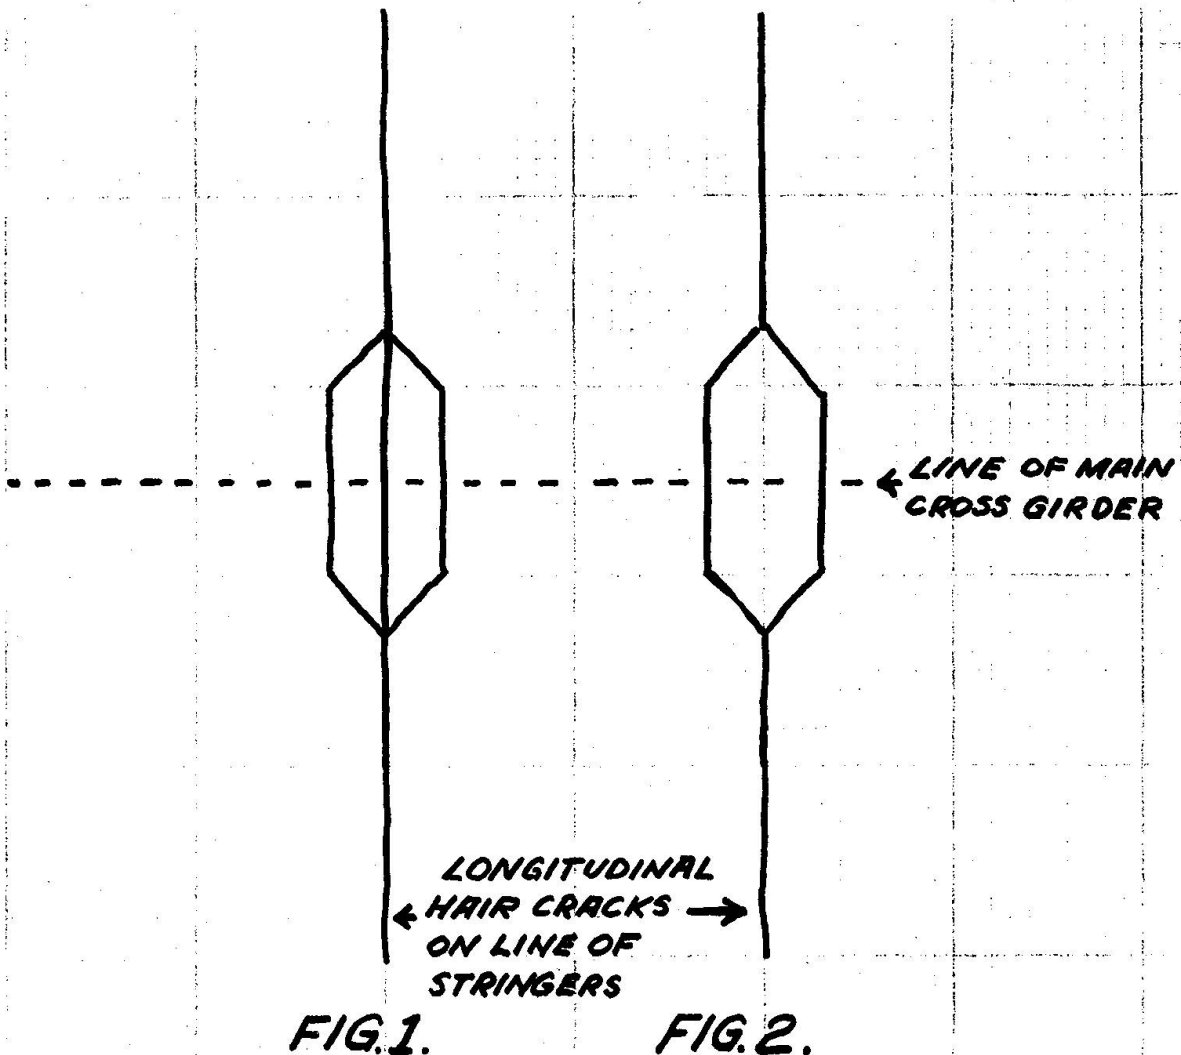 LINE OF MAIN
CROSS GIRDER
LONGITUDINAL
HAIR CRACKS
ON LINE OF
STRINGERS
FIG.1.
FIG.2.